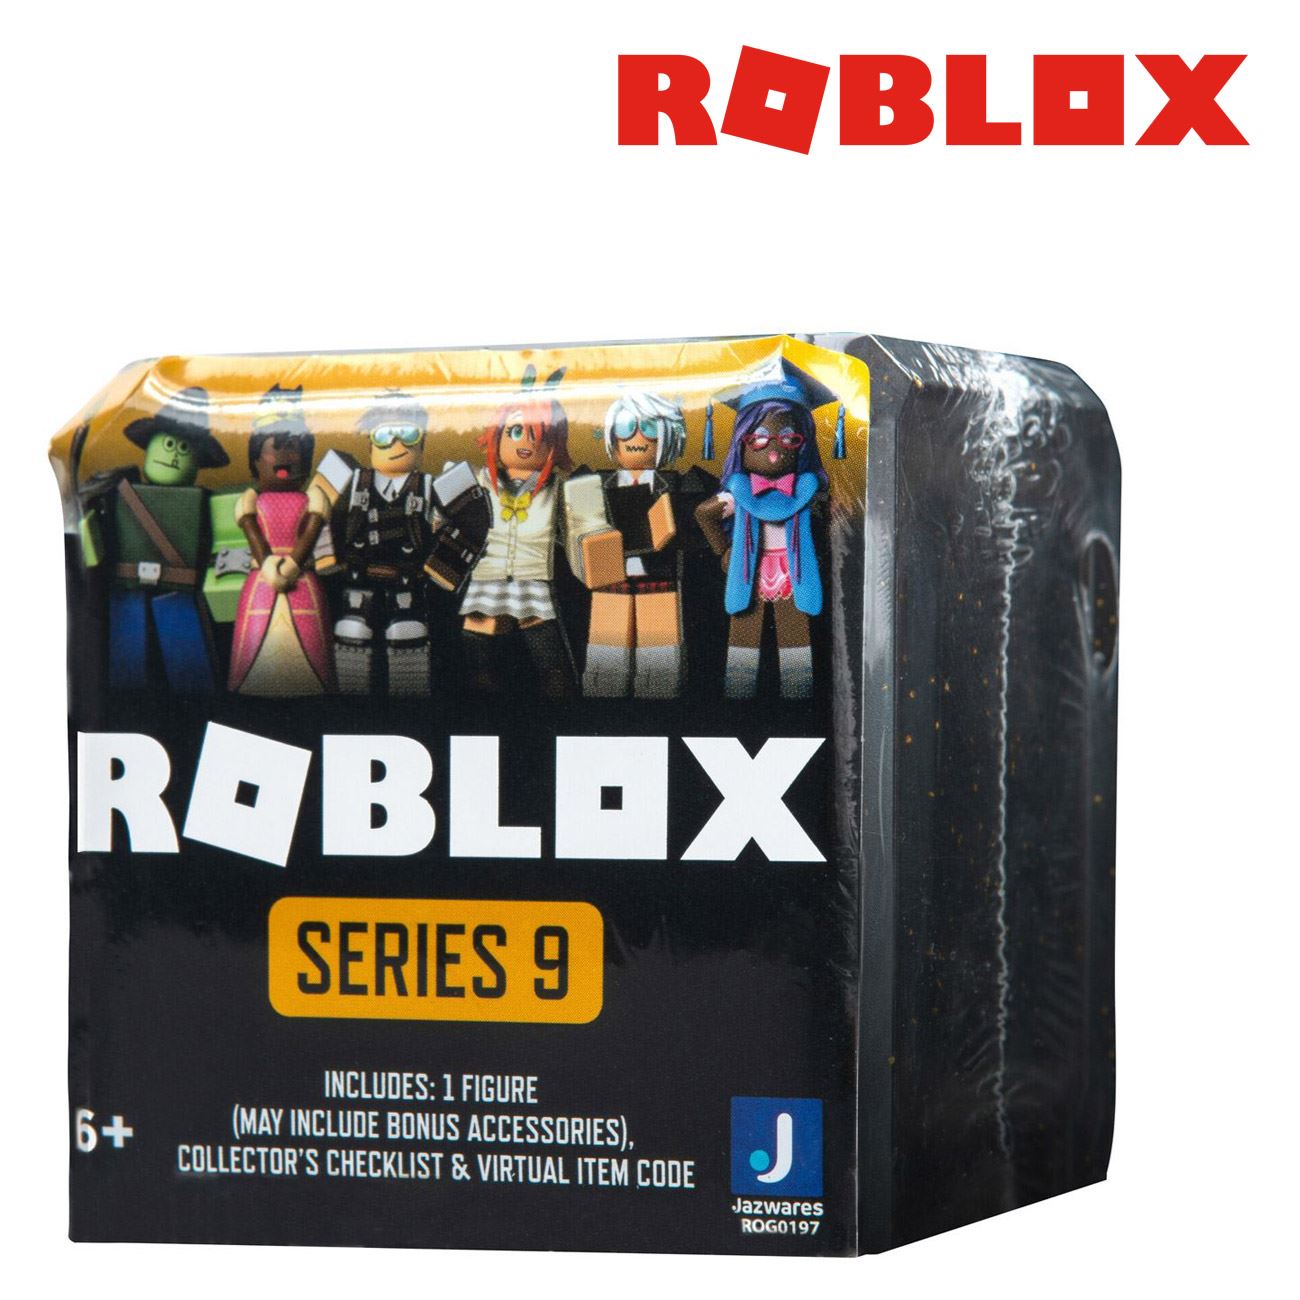 ROBLOX
ROBLOX
SERIES 9
INCLUDES: 1 FIGURE
(MAY INCLUDE BONUS ACCESSORIES),
COLLECTOR'S CHECKLIST & VIRTUAL ITEM CODE
6+
Jazwares
ROG0197